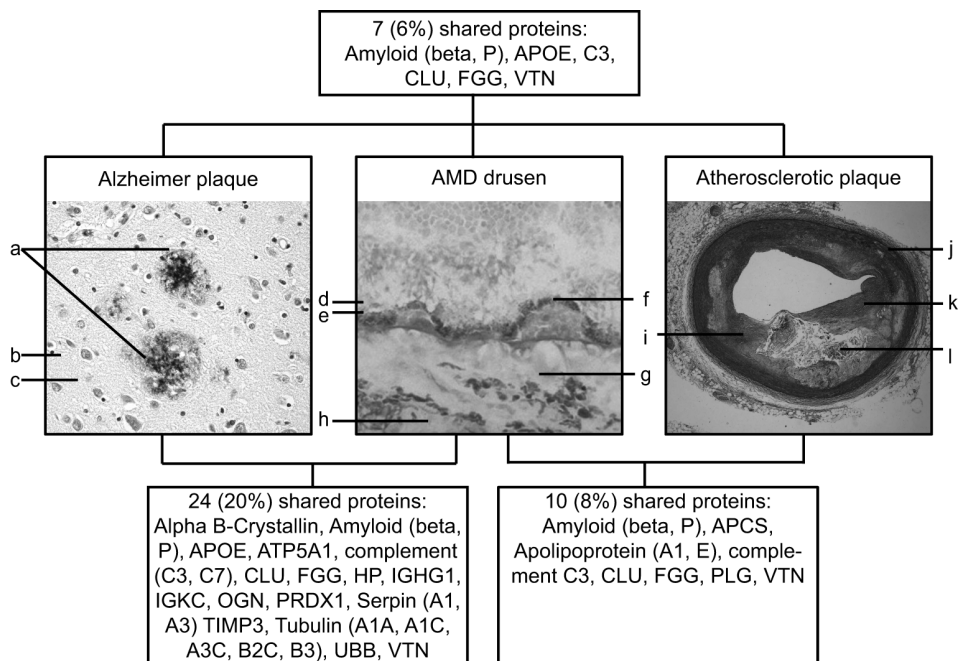 7 (6%) shared proteins:
Amyloid (beta, P), APOE, C3,
CLU, FGG, VTN
Alzheimer plaque
AMD drusen
Atherosclerotic plaque
a
b
c
d
e
f
g
h
i
j
k
l
24 (20%) shared proteins:
Alpha B-Crystallin, Amyloid (beta,
P), APOE, ATP5A1, complement
(C3, C7), CLU, FGG, HP, IGHG1,
IGKC, OGN, PRDX1, Serpin (A1,
A3) TIMP3, Tubulin (A1A, A1C,
A3C, B2C, B3), UBB, VTN
10 (8%) shared proteins:
Amyloid (beta, P), APCS,
Apolipoprotein (A1, E), comple-
ment C3, CLU, FGG, PLG, VTN